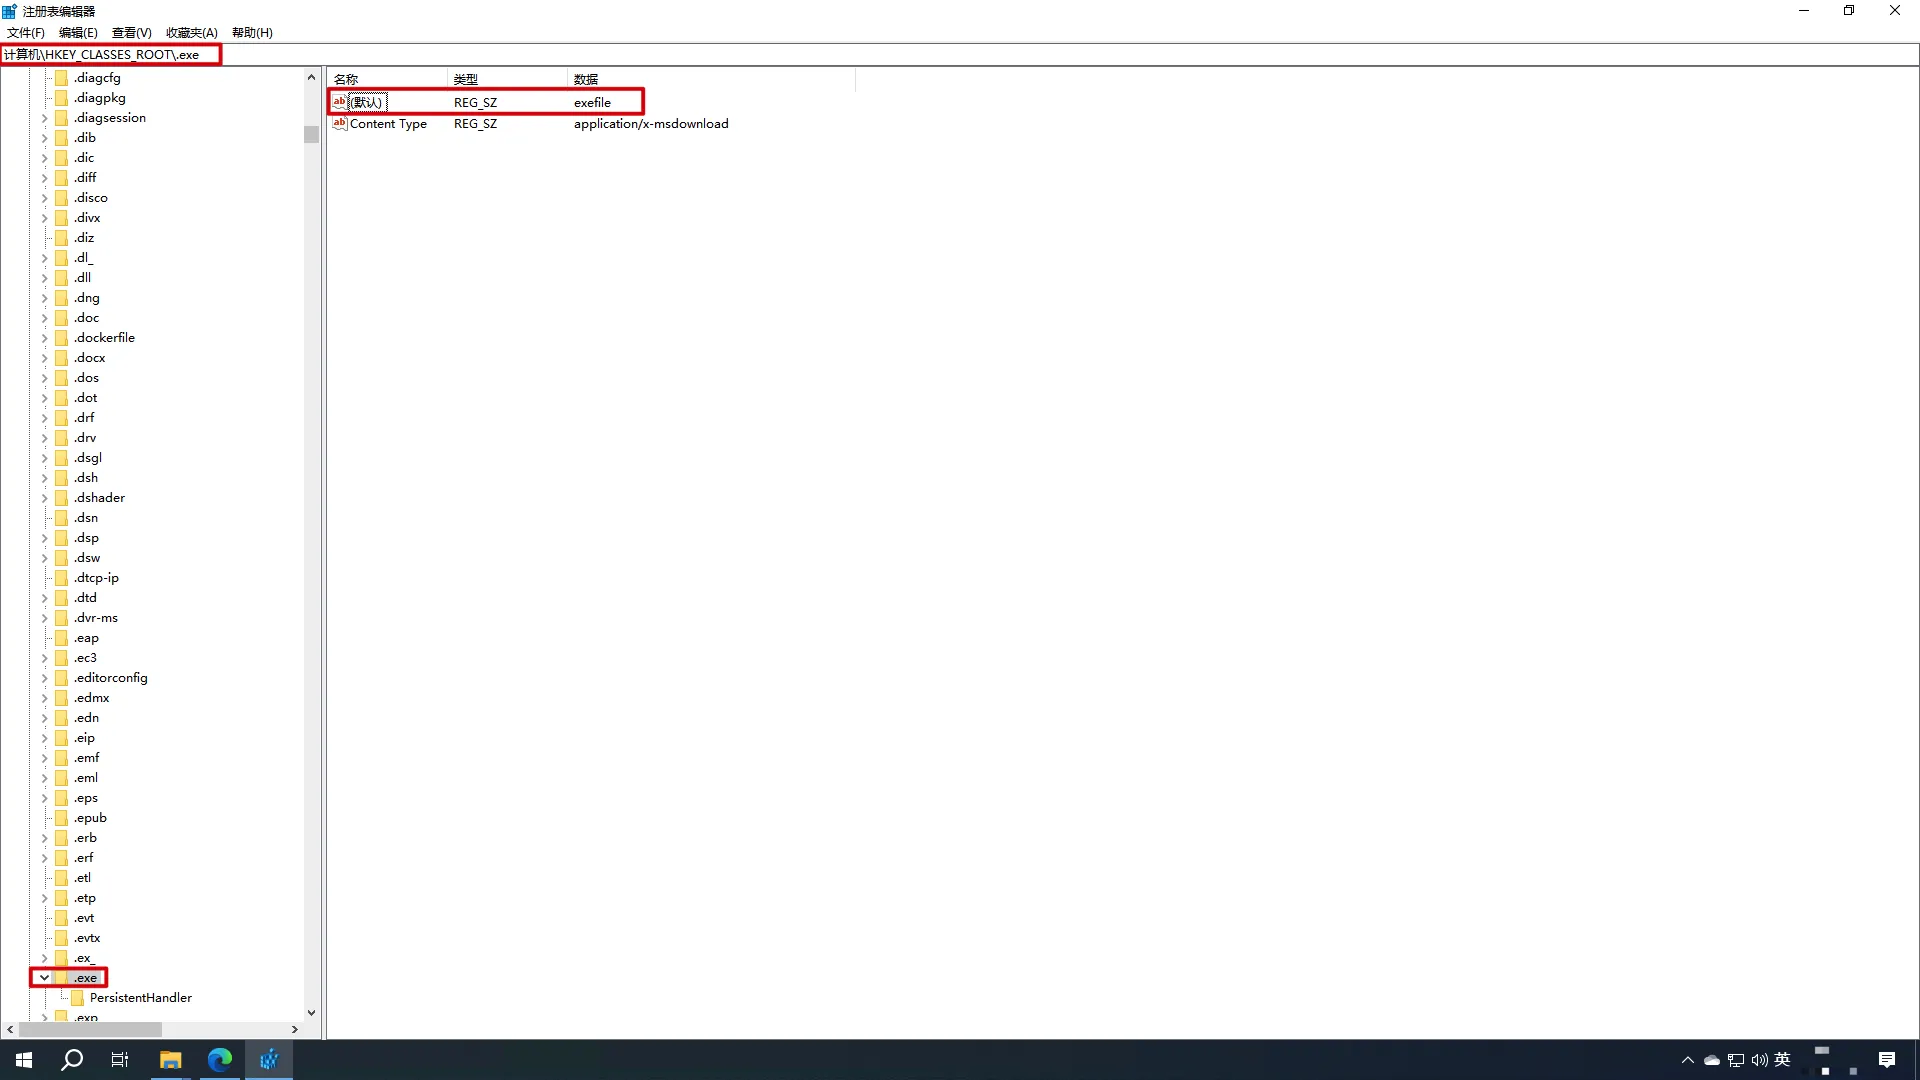 注册表编辑器
文件(F) 编辑(E) 查看(V) 收藏夹(A) 帮助(H)
计算机\HKEY_CLASSES_ROOT\.exe
.diagcfg
.diagpkg
.diagsession
.dib
.dic
.diff
.disco
.divx
.diz
.dl_
.dll
.dng
.doc
.dockerfile
.docx
.dos
.dot
.drf
.drv
.dsgl
.dsh
.dshader
.dsn
.dsp
.dsw
.dtcp-ip
.dtd
.dvr-ms
.eap
.ec3
.editorconfig
.edmx
.edn
.eip
.emf
.eml
.eps
.epub
.erb
.erf
.etl
.etp
.evt
.evtx
.ex_
.exe
PersistentHandler
.exp
名称 类型 数据
ab (默认) REG_SZ exefile
ab Content Type REG_SZ application/x-msdownload
英